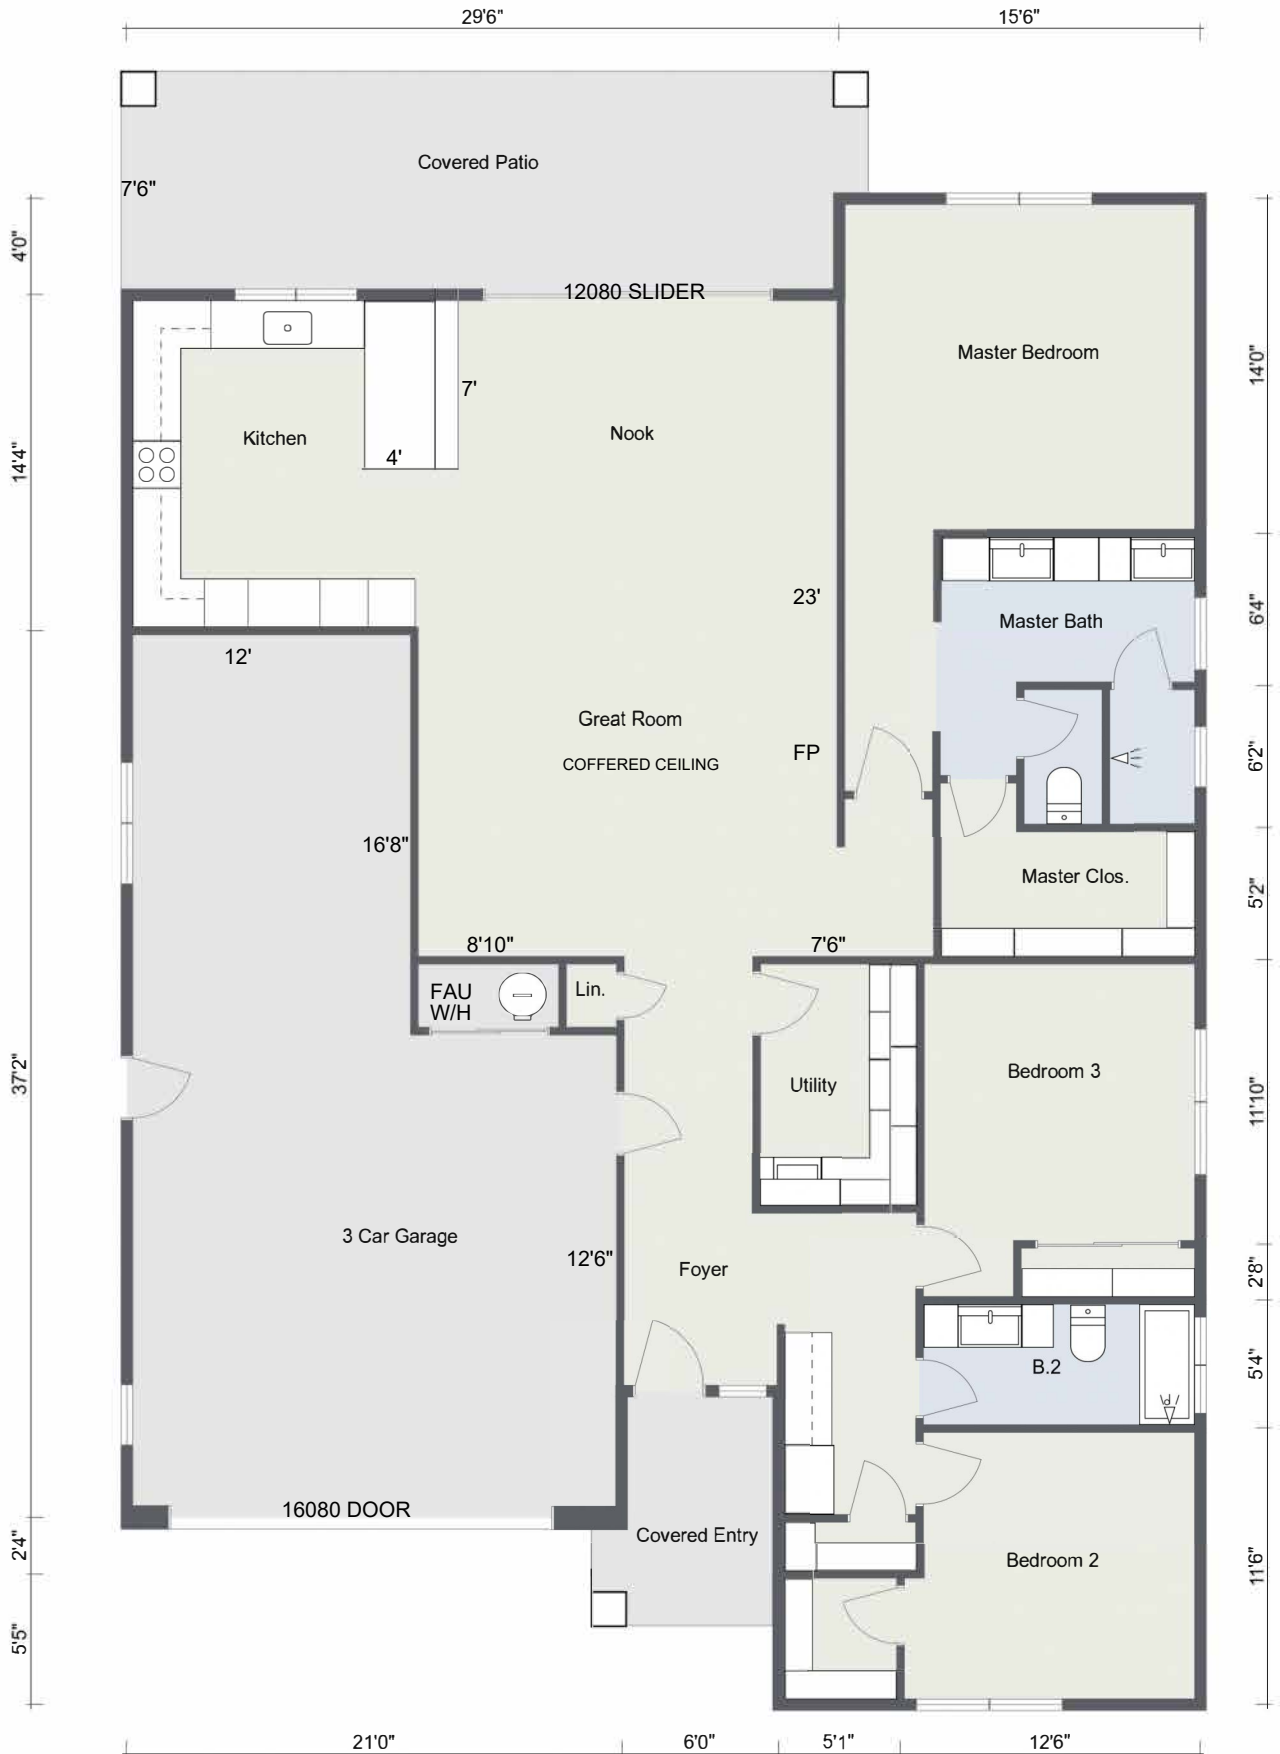 29'6"
15'6"
Covered Patio
7'6"
4'0"
12080 SLIDER
Master Bedroom
14'0"
7'
Nook
Kitchen
4'
14'4"
23'
Master Bath
6'4"
12'
Great Room
FP
COFFERED CEILING
6'2"
16'8"
Master Clos.
5'2"
8'10"
7'6"
FAU
W/H
Lin.
37'2"
Utility
Bedroom 3
11'10"
3 Car Garage
12'6"
Foyer
2'8"
B.2
5'4"
16080 DOOR
Covered Entry
2'4"
Bedroom 2
11'6"
5'5"
21'0"
6'0"
5'1"
12'6"